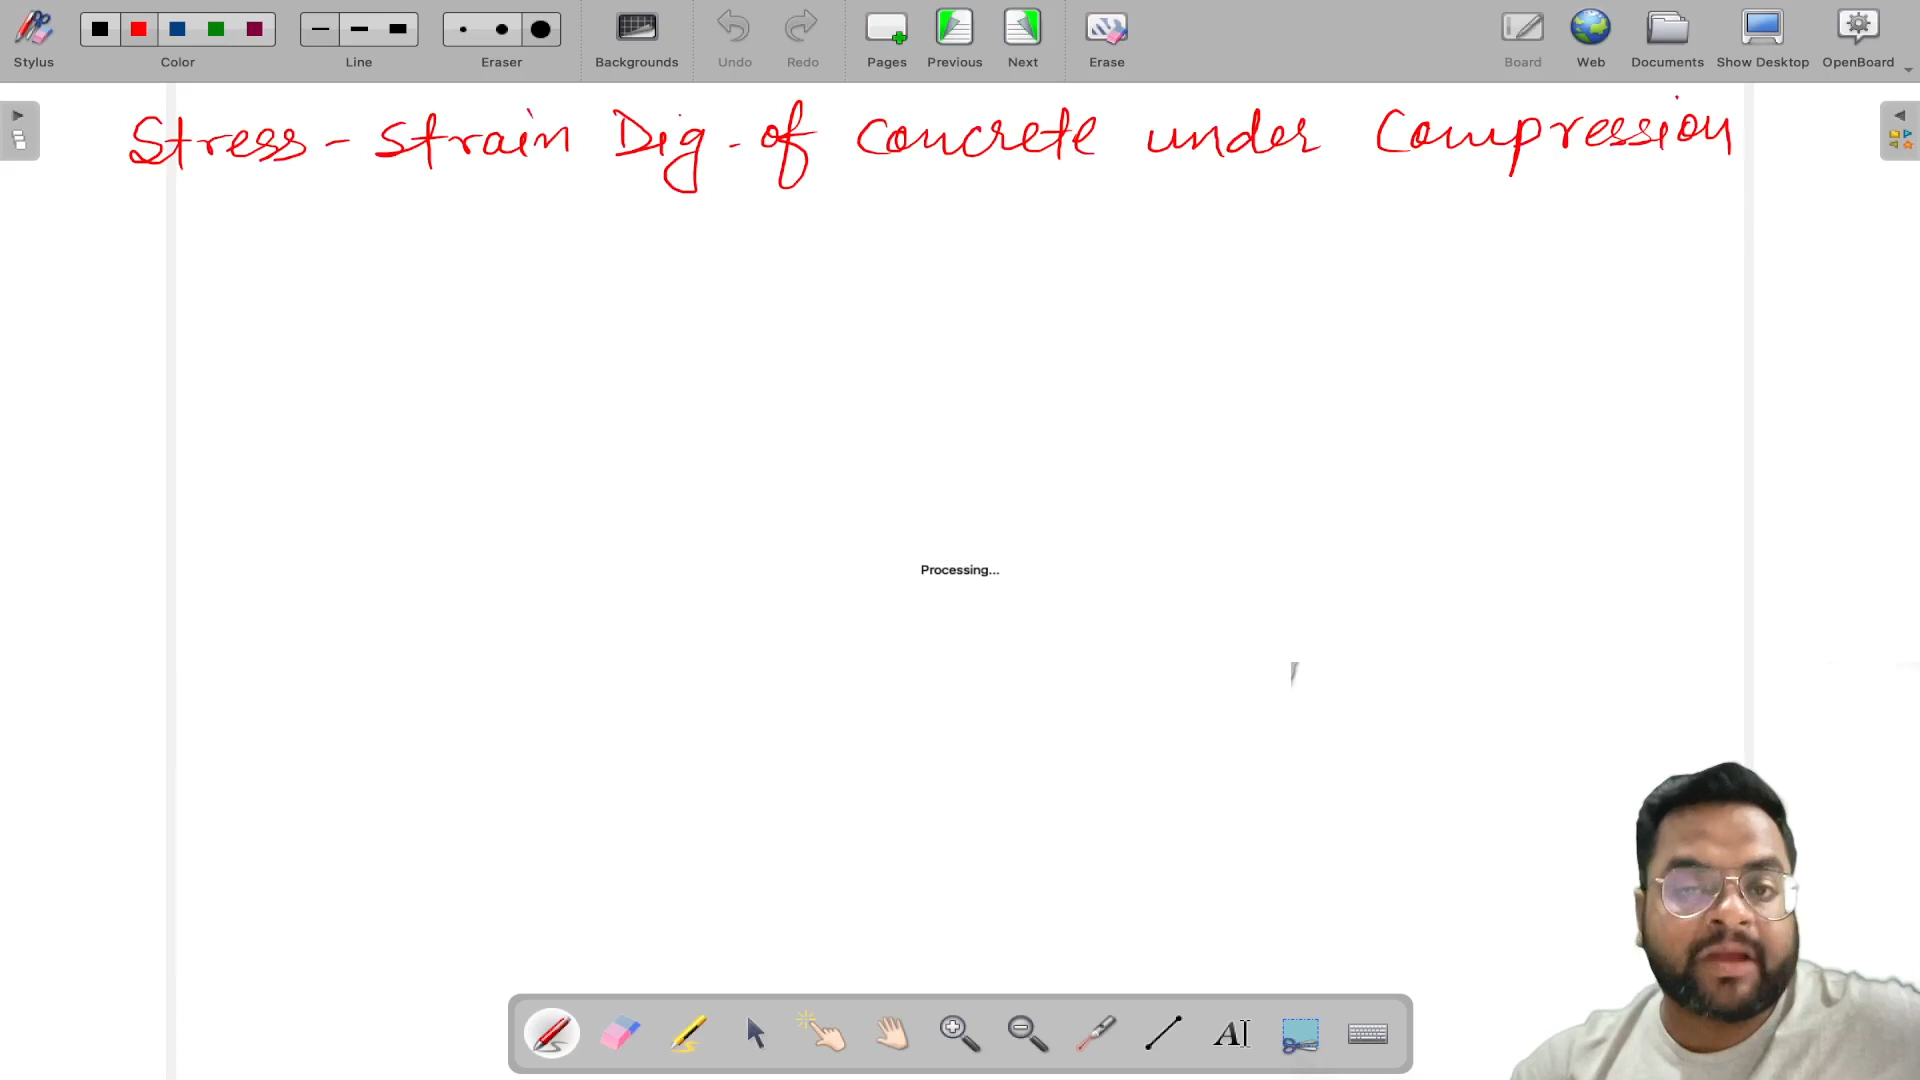 Stylus Color Line Eraser Backgrounds Undo Redo Pages Previous Next Erase Board Web Documents Show Desktop OpenBoard
Stress - Strain Dig. of Concrete under Compression
Processing...
AI